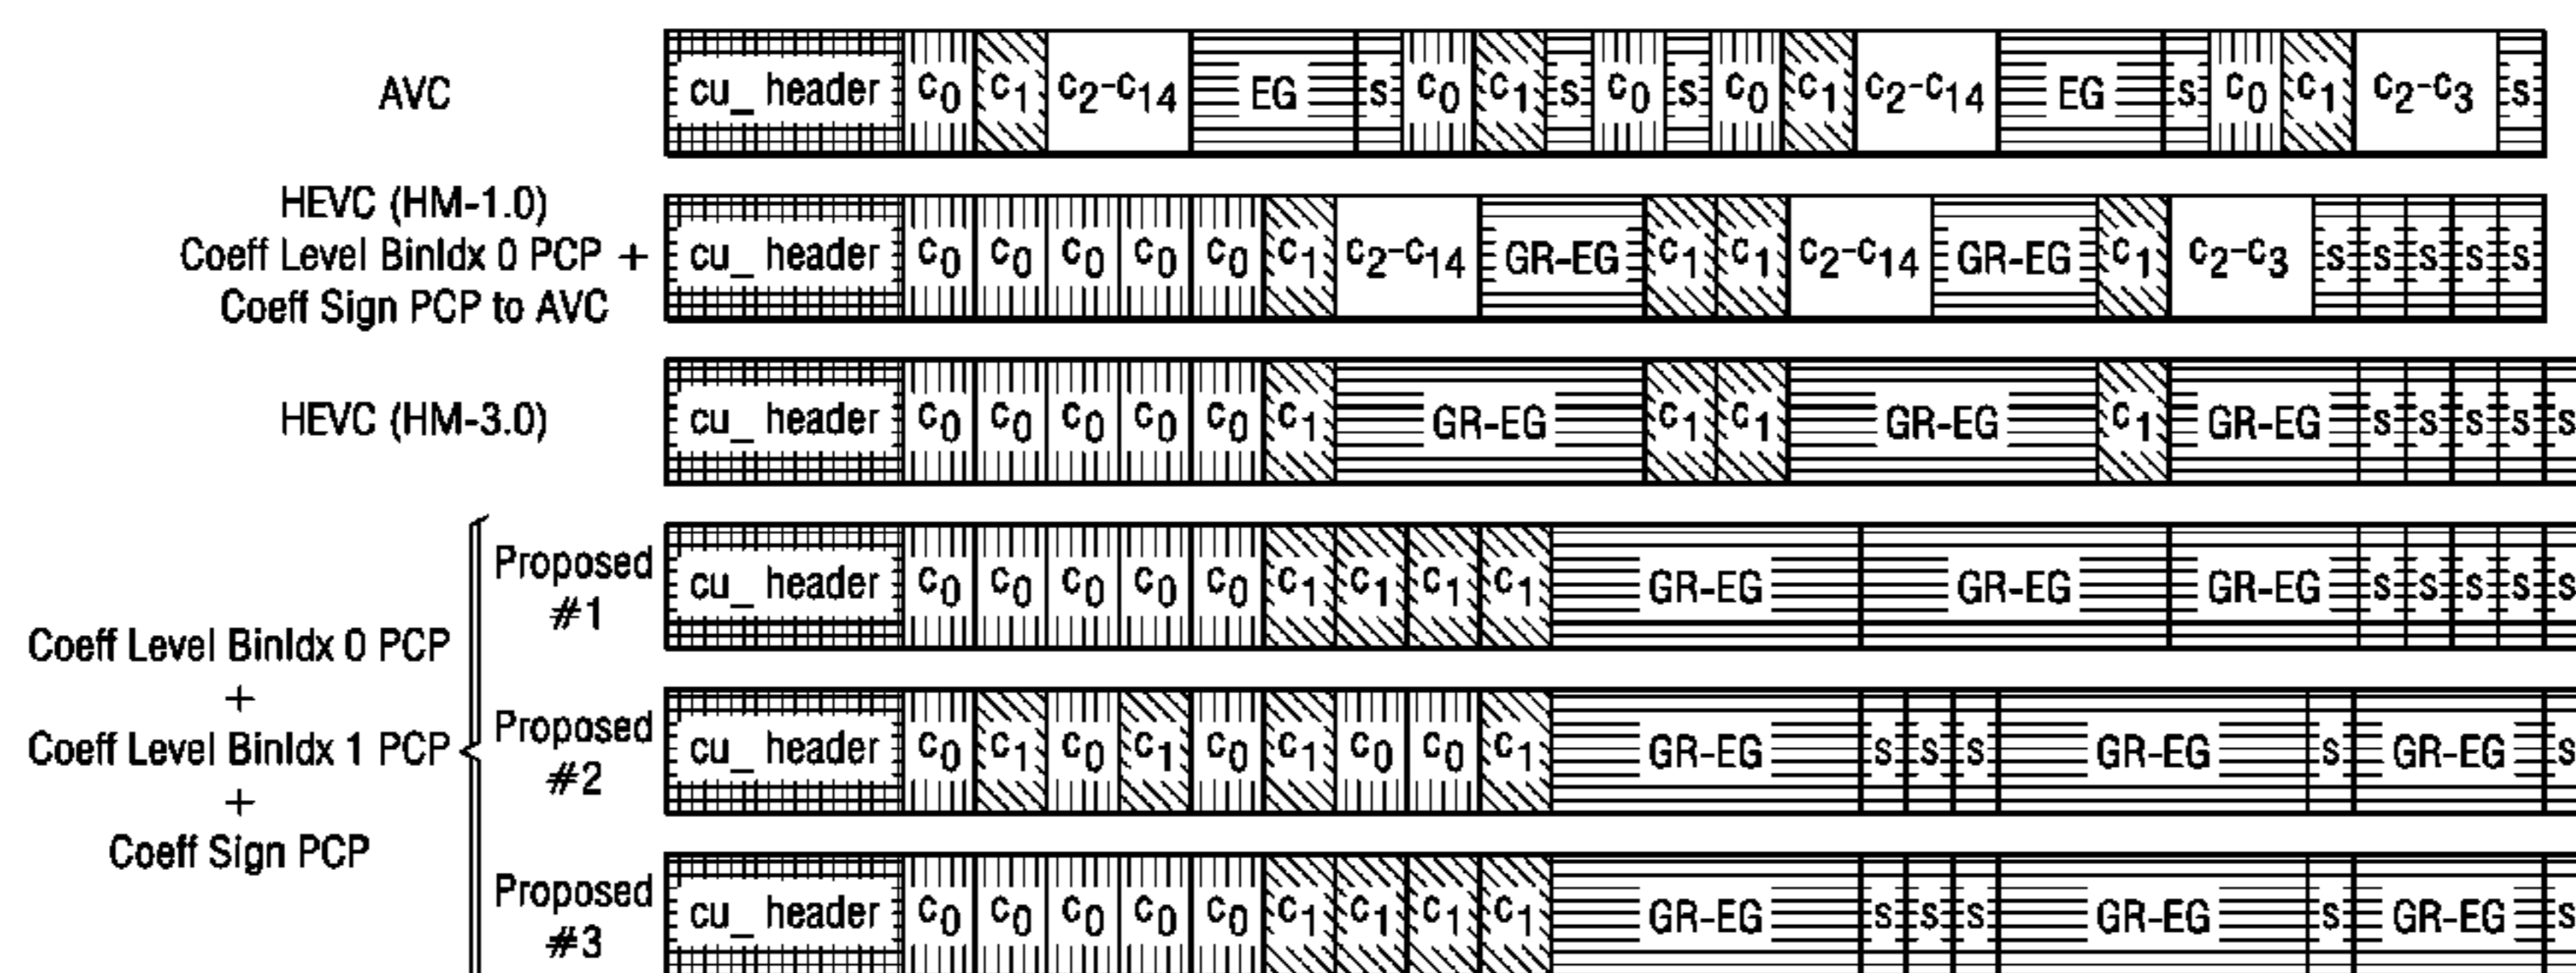 AVC cu_ header c0 c1 c2-c14 EG s c0 c1 s c0 s c0 c1 c2-c14 EG s c0 c1 c2-c3 s
HEVC (HM-1.0)
Coeff Level BinIdx 0 PCP +
Coeff Sign PCP to AVC
cu_ header c0 c0 c0 c0 c0 c1 c2-c14 GR-EG c1 c1 c2-c14 GR-EG c1 c2-c3 s s s s s
HEVC (HM-3.0) cu_ header c0 c0 c0 c0 c0 c1 GR-EG c1 c1 GR-EG c1 GR-EG s s s s s
Coeff Level BinIdx 0 PCP
+
Coeff Level BinIdx 1 PCP
+
Coeff Sign PCP
Proposed
#1
cu_ header c0 c0 c0 c0 c0 c1 c1 c1 c1 GR-EG GR-EG GR-EG s s s s s
Proposed
#2
cu_ header c0 c1 c0 c1 c0 c1 c0 c0 c1 GR-EG s s s GR-EG s GR-EG s
Proposed
#3
cu_ header c0 c0 c0 c0 c0 c1 c1 c1 c1 GR-EG s s s GR-EG s GR-EG s